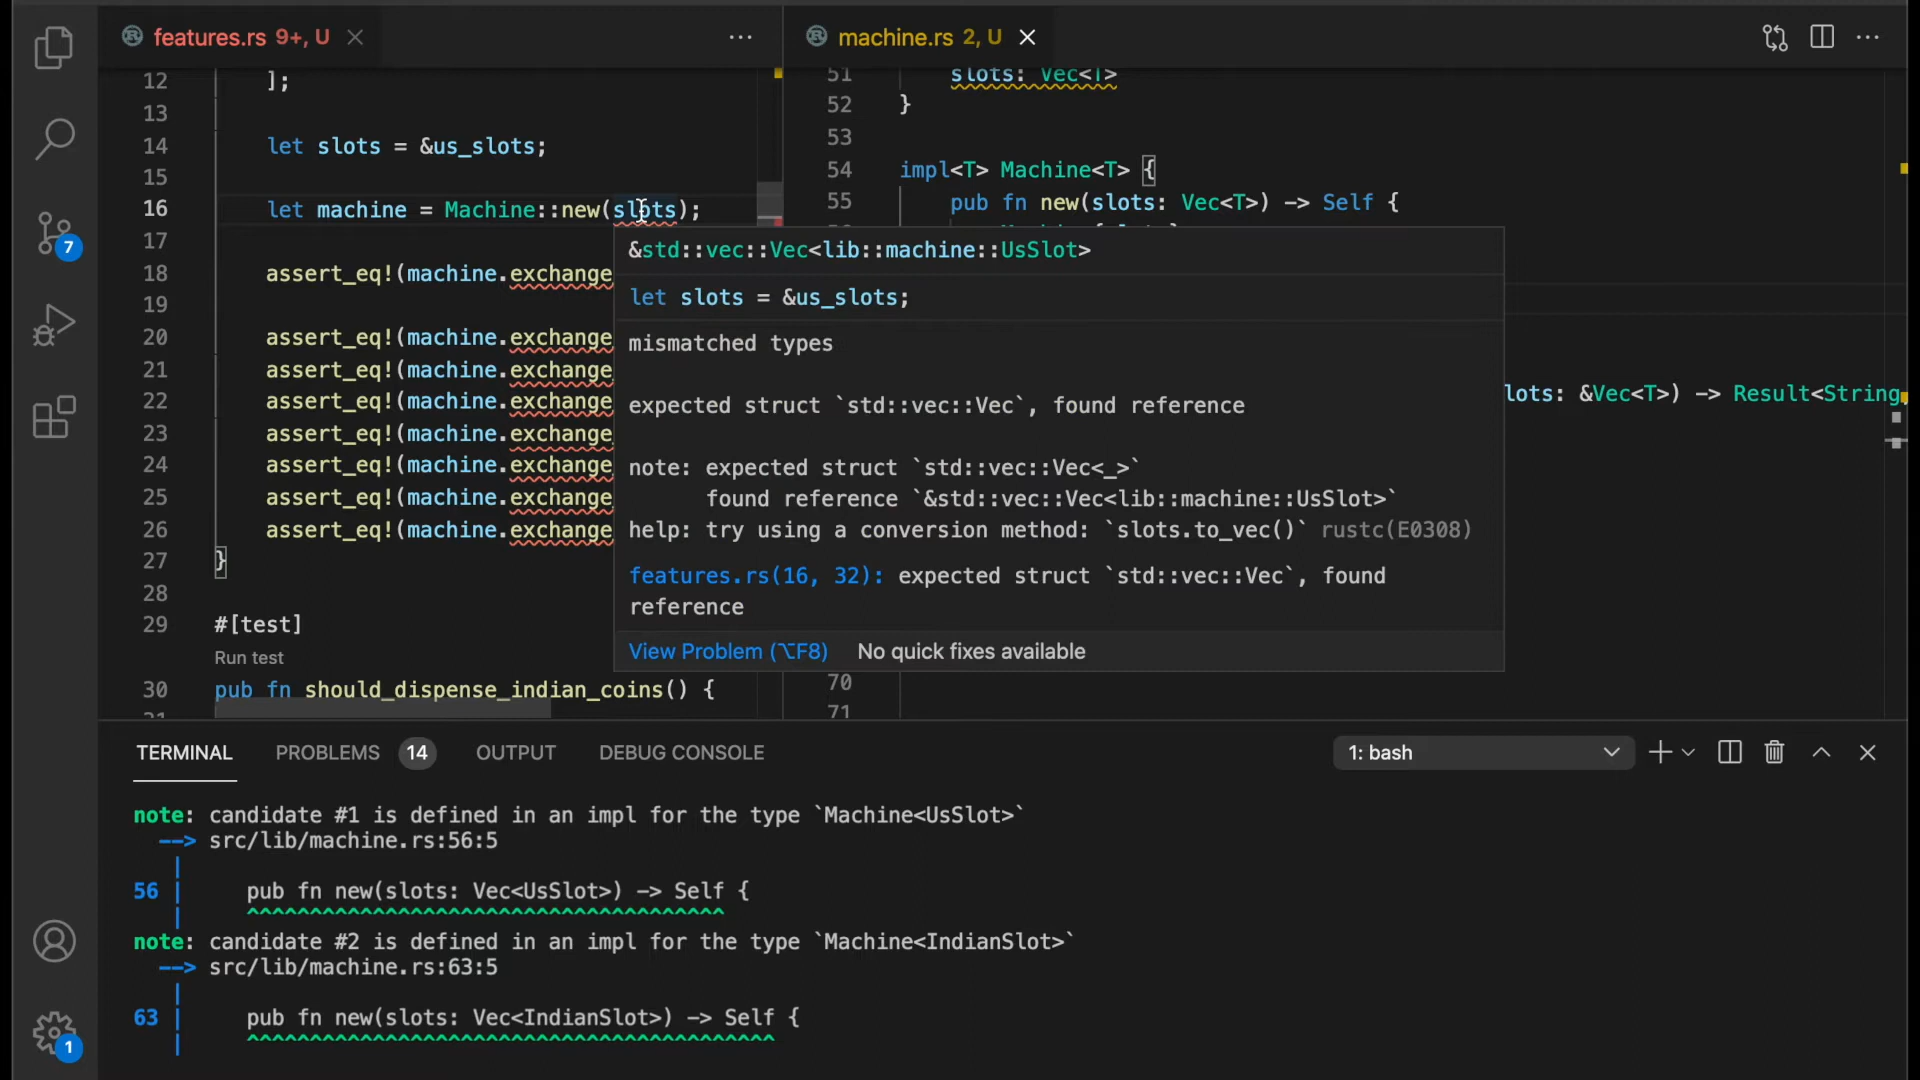 features.rs 9+, U
12 ];
13
14 let slots = &us_slots;
15
16 let machine = Machine::new(slots);
17
18 assert_eq!(machine.exchange
19
20 assert_eq!(machine.exchange
21 assert_eq!(machine.exchange
22 assert_eq!(machine.exchange
23 assert_eq!(machine.exchange
24 assert_eq!(machine.exchange
25 assert_eq!(machine.exchange
26 assert_eq!(machine.exchange
27 }
28
29 #[test]
Run test
30 pub fn should_dispense_indian_coins() {
31
machine.rs 2, U
51 slots: Vec<T>
52 }
53
54 impl<T> Machine<T> {
55 pub fn new(slots: Vec<T>) -> Self {
lots: &Vec<T>) -> Result<String,
70
71
&std::vec::Vec<lib::machine::UsSlot>
let slots = &us_slots;
mismatched types
expected struct `std::vec::Vec`, found reference
note: expected struct `std::vec::Vec<_>`
found reference `&std::vec::Vec<lib::machine::UsSlot>`
help: try using a conversion method: `slots.to_vec()` rustc(E0308)
features.rs(16, 32): expected struct `std::vec::Vec`, found
reference
View Problem (⌥F8) No quick fixes available
7
1
TERMINAL PROBLEMS 14 OUTPUT DEBUG CONSOLE 1: bash
note: candidate #1 is defined in an impl for the type `Machine<UsSlot>`
--> src/lib/machine.rs:56:5
|
56 | pub fn new(slots: Vec<UsSlot>) -> Self {
| ^^^^^^^^^^^^^^^^^^^^^^^^^^^^^^^^^^^^^^
note: candidate #2 is defined in an impl for the type `Machine<IndianSlot>`
--> src/lib/machine.rs:63:5
|
63 | pub fn new(slots: Vec<IndianSlot>) -> Self {
| ^^^^^^^^^^^^^^^^^^^^^^^^^^^^^^^^^^^^^^^^^^